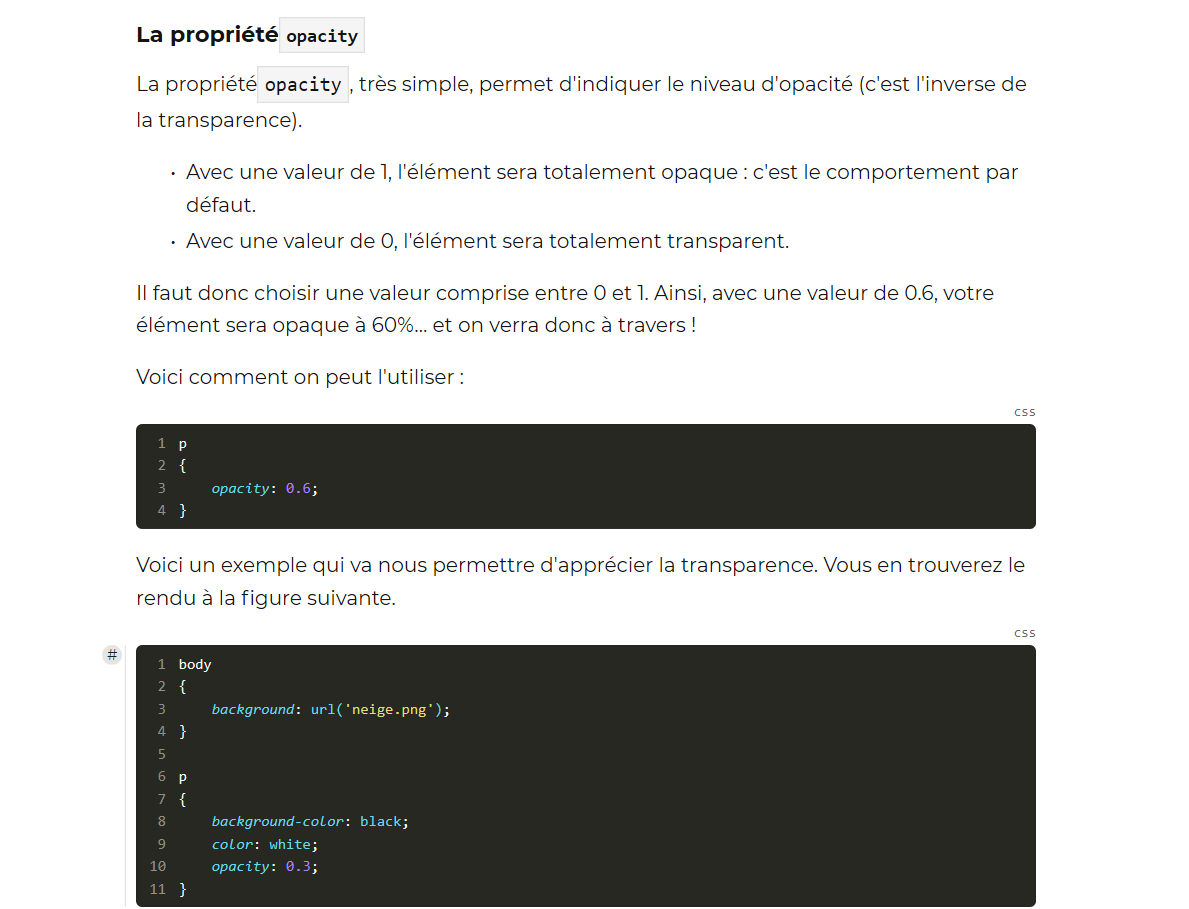 La propriété opacity
La propriété opacity, très simple, permet d'indiquer le niveau d'opacité (c'est l'inverse de
la transparence).
• Avec une valeur de 1, l'élément sera totalement opaque : c'est le comportement par
défaut.
• Avec une valeur de 0, l'élément sera totalement transparent.
Il faut donc choisir une valeur comprise entre 0 et 1. Ainsi, avec une valeur de 0.6, votre
élément sera opaque à 60%... et on verra donc à travers !
Voici comment on peut l'utiliser :
CSS
1 p
2 {
3     opacity: 0.6;
4 }
Voici un exemple qui va nous permettre d'apprécier la transparence. Vous en trouverez le
rendu à la figure suivante.
CSS
#
1 body
2 {
3     background: url('neige.png');
4 }
5
6 p
7 {
8     background-color: black;
9     color: white;
10     opacity: 0.3;
11 }